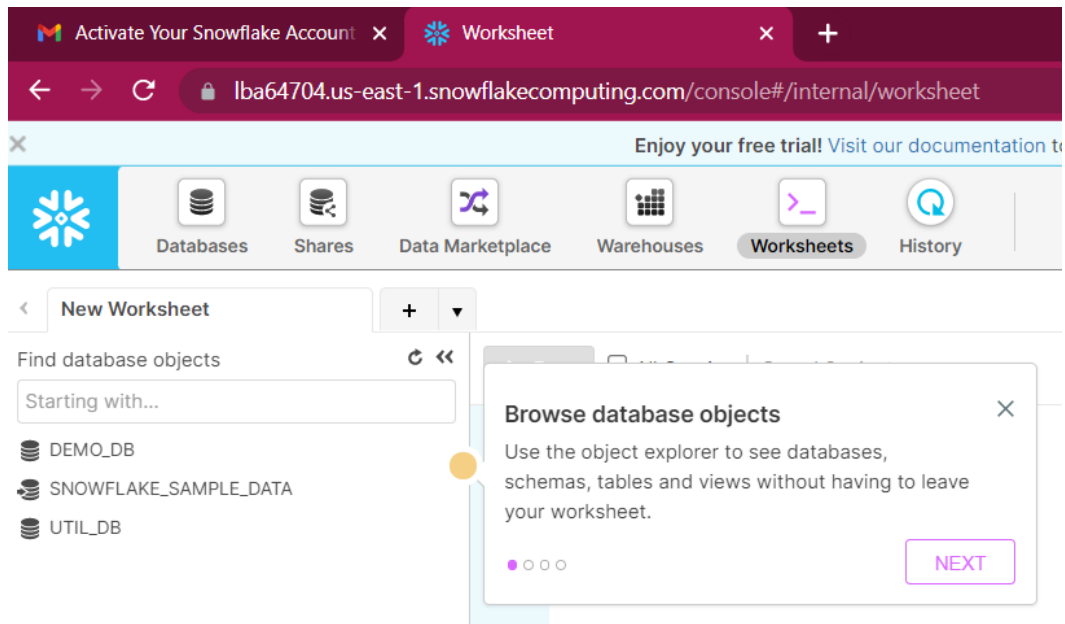 Activate Your Snowflake Account
Worksheet
lba64704.us-east-1.snowflakecomputing.com/console#/internal/worksheet
Enjoy your free trial! Visit our documentation to
Databases
Shares
Data Marketplace
Warehouses
Worksheets
History
New Worksheet
Find database objects
Starting with...
DEMO_DB
SNOWFLAKE_SAMPLE_DATA
UTIL_DB
Browse database objects
Use the object explorer to see databases,
schemas, tables and views without having to leave
your worksheet.
NEXT